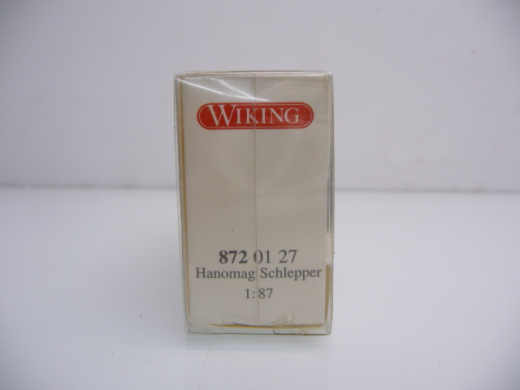 WIKING
872 01 27
Hanomag Schlepper
1:87